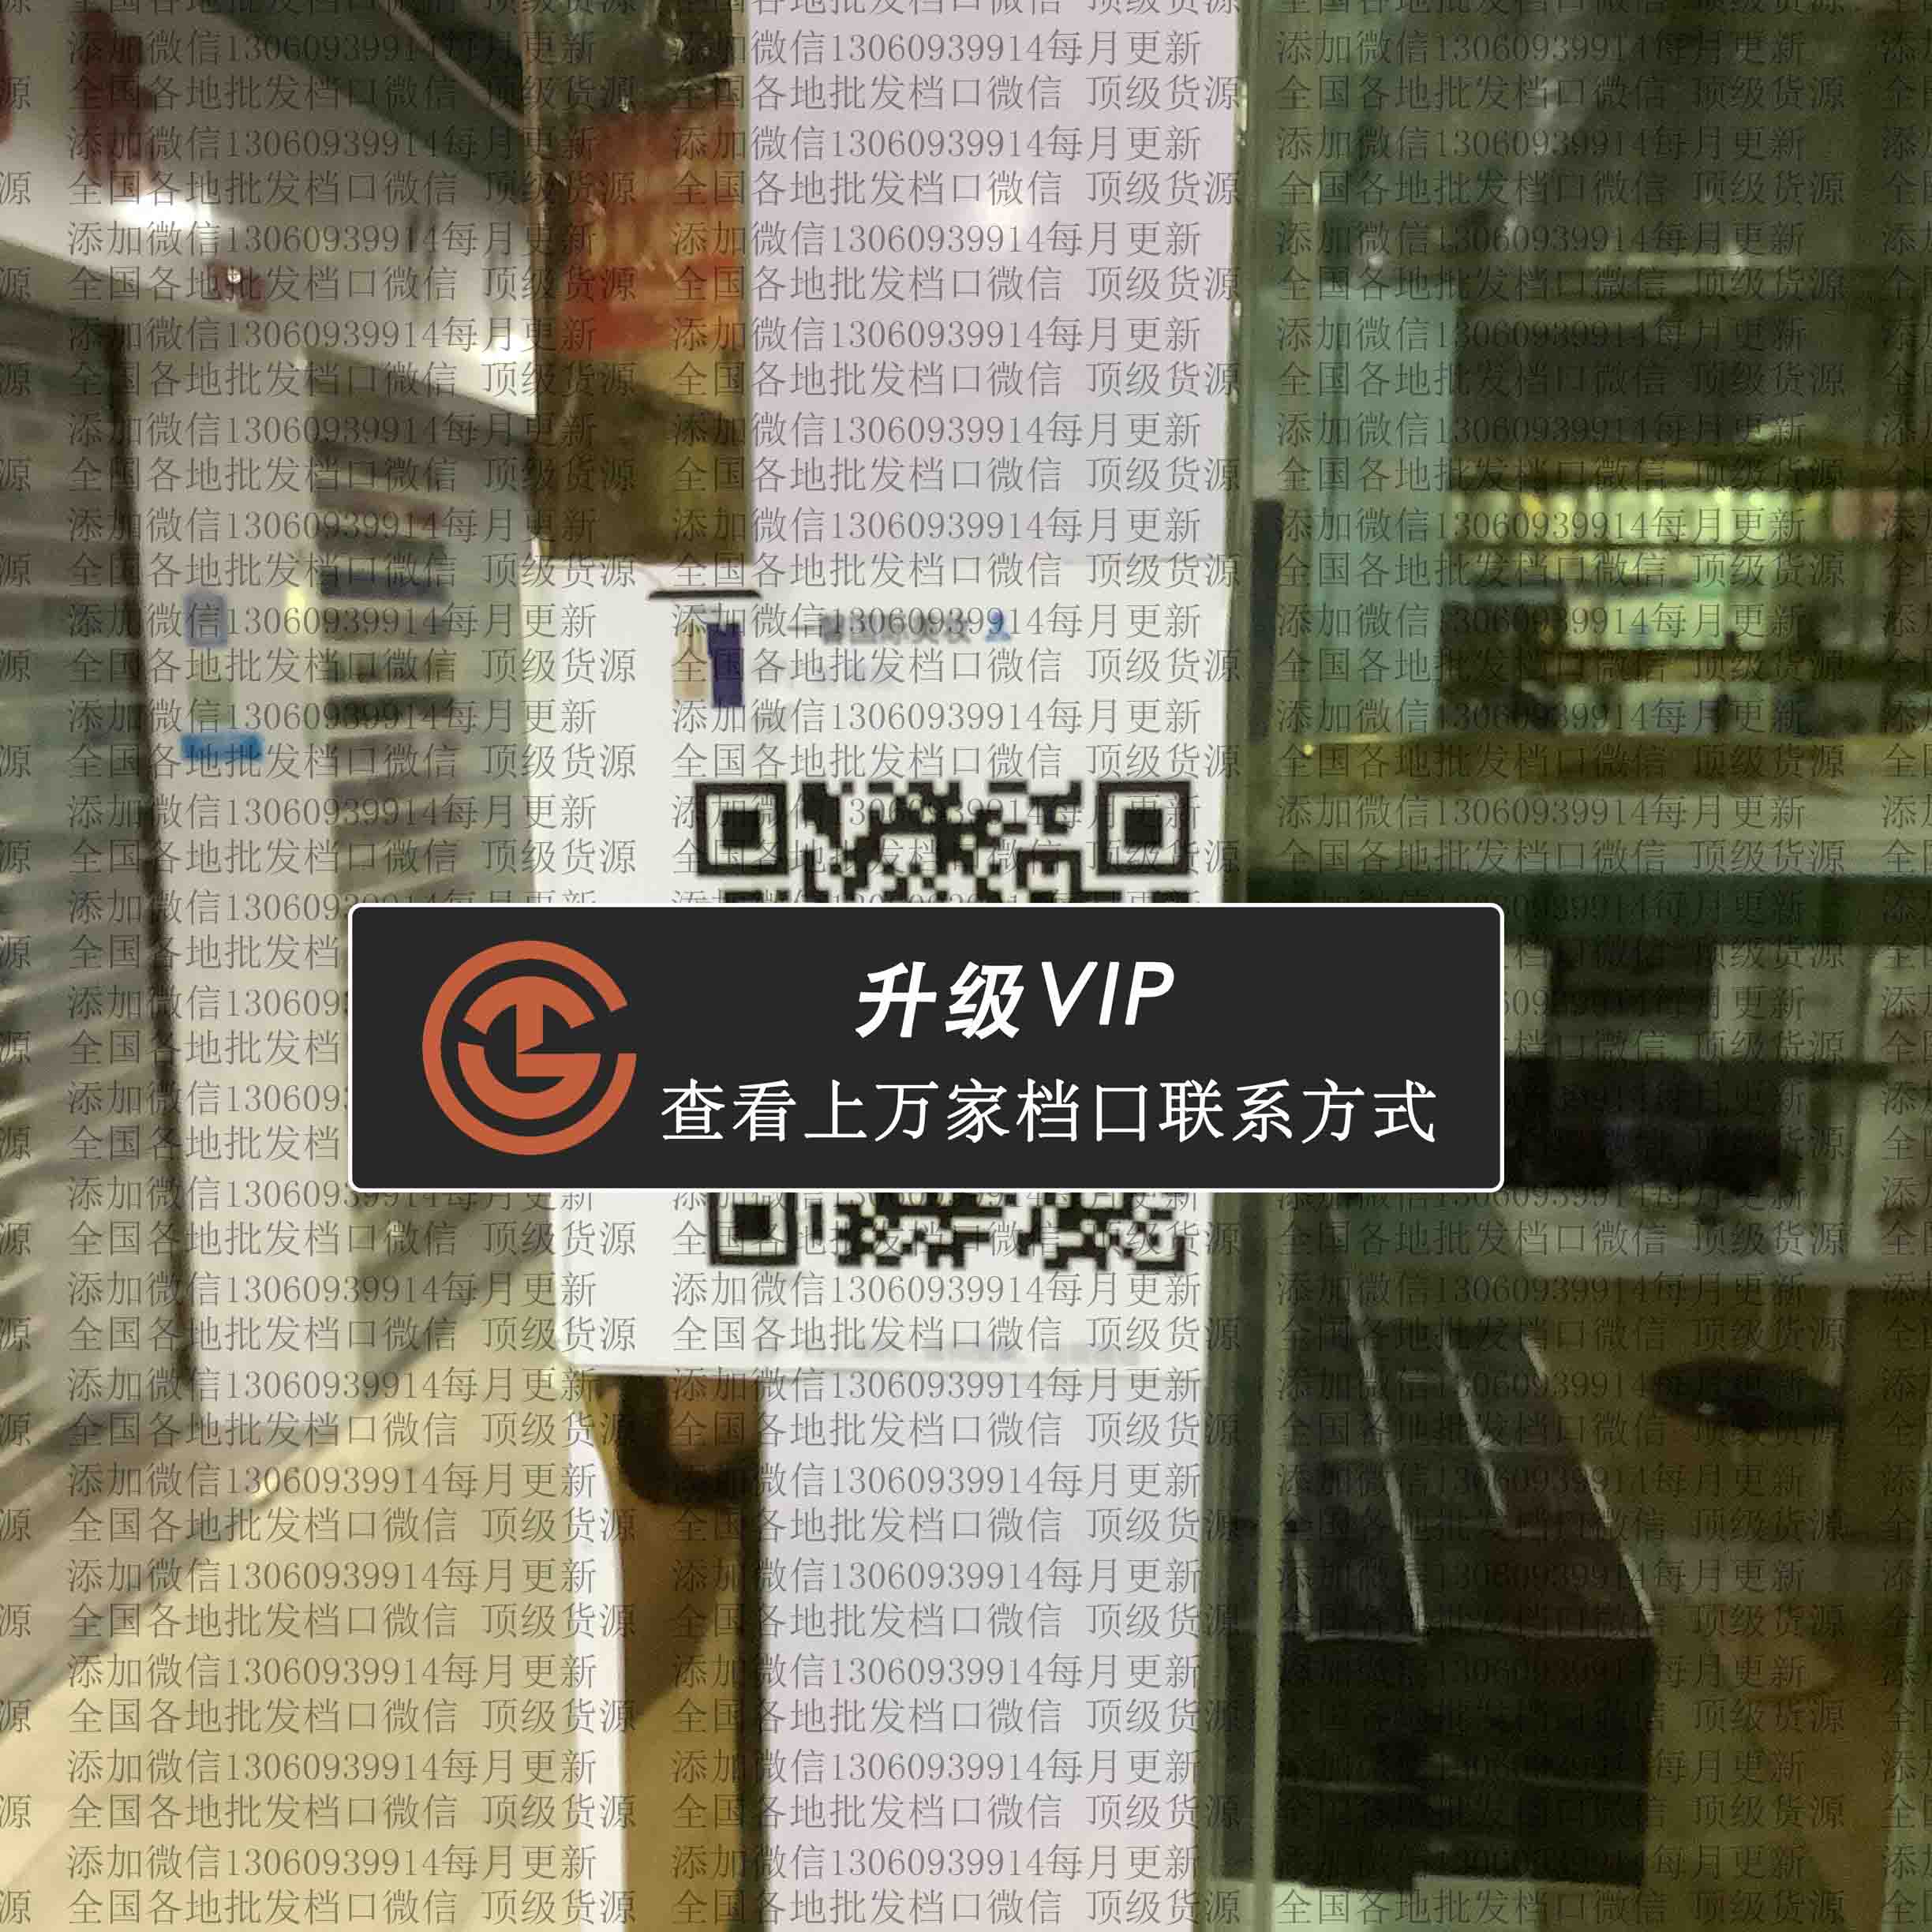 添加微信13060939914每月更新
全国各地批发档口微信 顶级货源
升级VIP
查看上万家档口联系方式